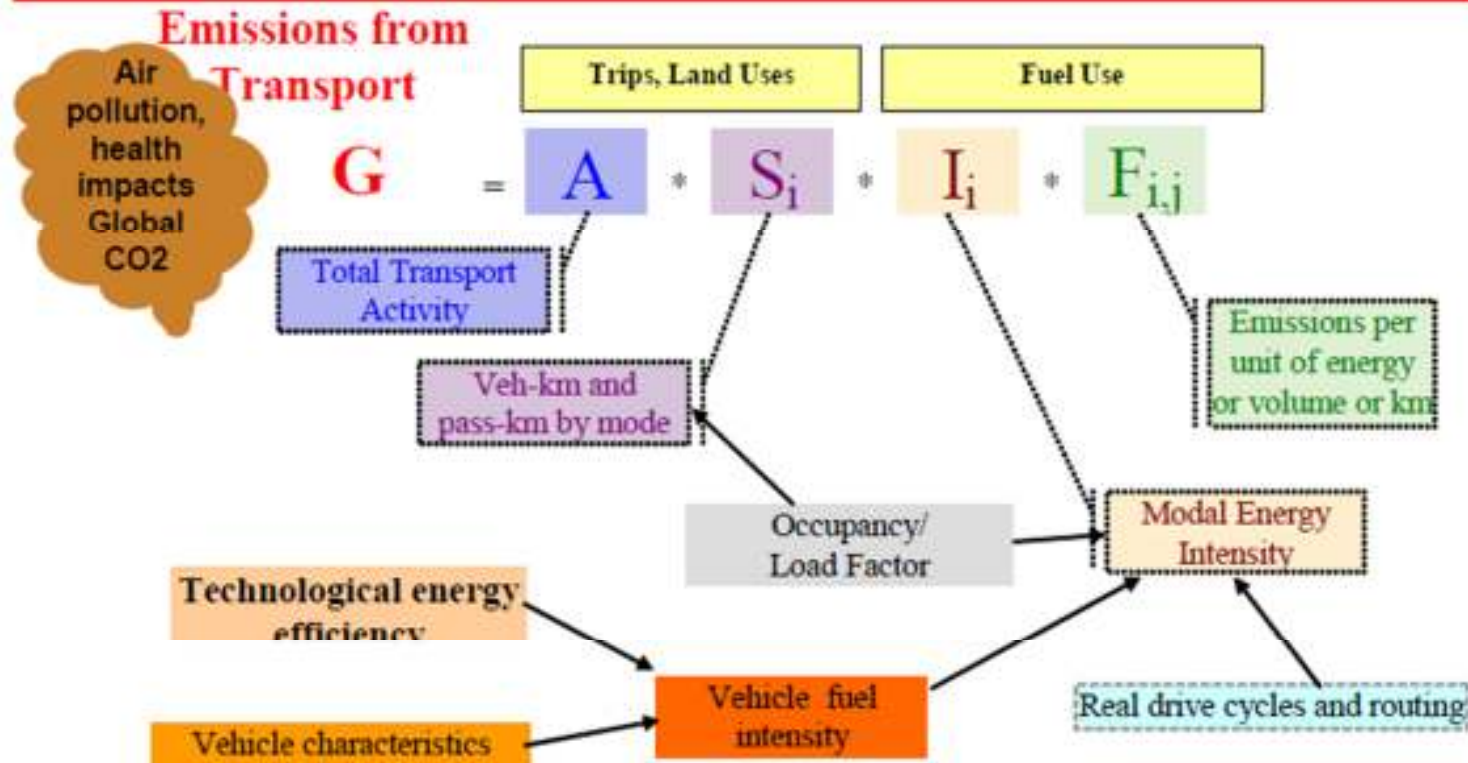 Emissions from
Transport
Air
pollution,
health
impacts
Global
CO2
Trips, Land Uses
Fuel Use
G = A * Si * Ii * Fi,j
Total Transport
Activity
Veh-km and
pass-km by mode
Emissions per
unit of energy
or volume or km
Occupancy/
Load Factor
Modal Energy
Intensity
Technological energy
efficiency
Vehicle fuel
intensity
Vehicle characteristics
Real drive cycles and routing